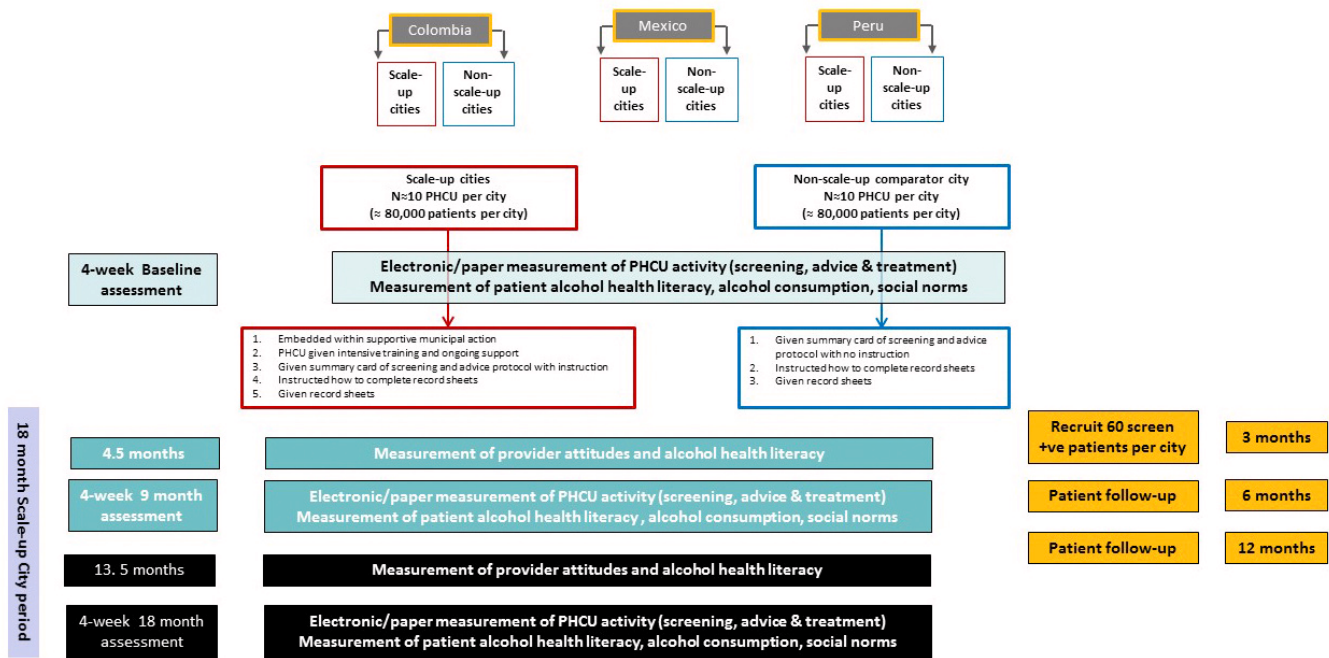 Colombia
Mexico
Peru
Scale-
up
cities
Non-
scale-up
cities
Scale-
up
cities
Non-
scale-up
cities
Scale-
up
cities
Non-
scale-up
cities
Scale-up cities
N≈10 PHCU per city
(≈ 80,000 patients per city)
Non-scale-up comparator city
N≈10 PHCU per city
(≈ 80,000 patients per city)
4-week Baseline
assessment
Electronic/paper measurement of PHCU activity (screening, advice & treatment)
Measurement of patient alcohol health literacy, alcohol consumption, social norms
1. Embedded within supportive municipal action
2. PHCU given intensive training and ongoing support
3. Given summary card of screening and advice protocol with instruction
4. Instructed how to complete record sheets
5. Given record sheets
1. Given summary card of screening and advice
protocol with no instruction
2. Instructed how to complete record sheets
3. Given record sheets
18 month Scale-up City period
4.5 months
Measurement of provider attitudes and alcohol health literacy
Recruit 60 screen
+ve patients per city
3 months
4-week 9 month
assessment
Electronic/paper measurement of PHCU activity (screening, advice & treatment)
Measurement of patient alcohol health literacy , alcohol consumption, social norms
Patient follow-up
6 months
Patient follow-up
12 months
13. 5 months
Measurement of provider attitudes and alcohol health literacy
4-week 18 month
assessment
Electronic/paper measurement of PHCU activity (screening, advice & treatment)
Measurement of patient alcohol health literacy, alcohol consumption, social norms